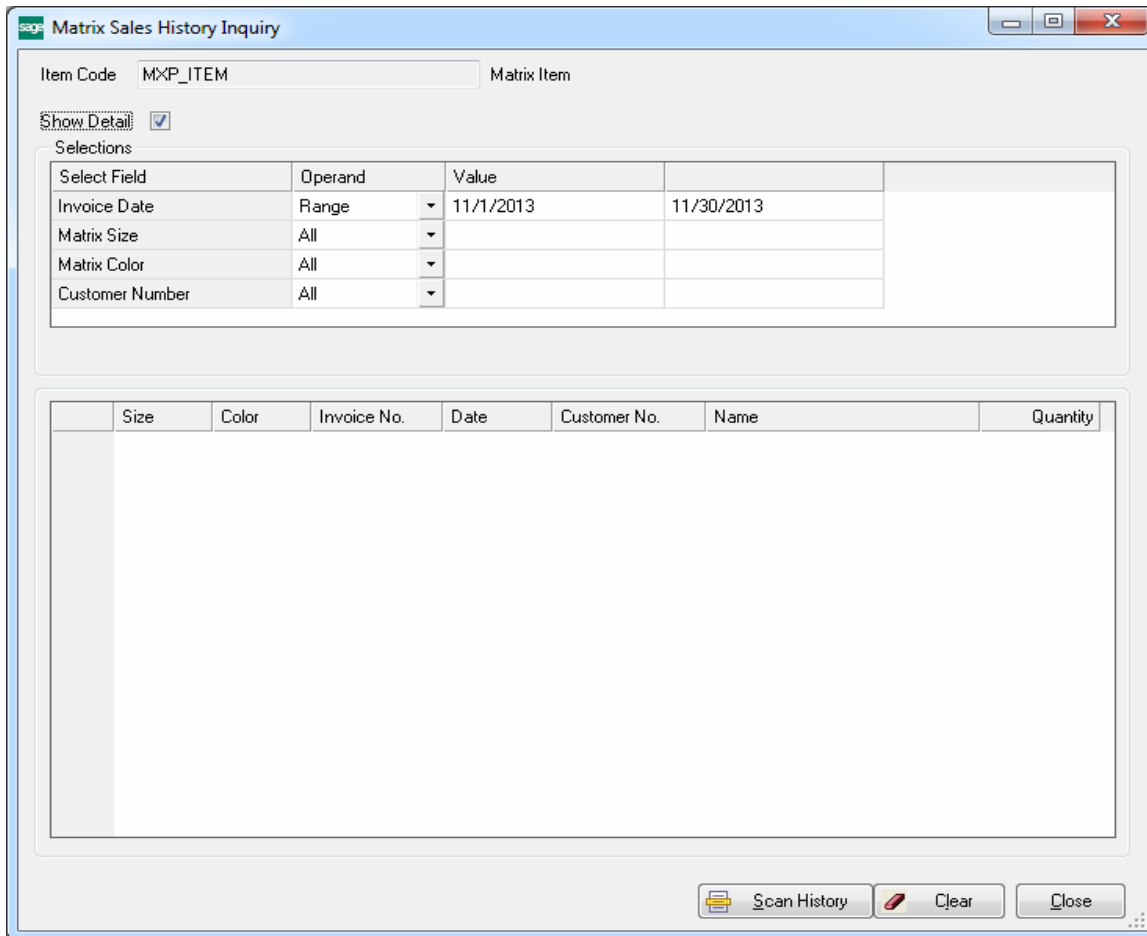 sage Matrix Sales History Inquiry
Item Code MXP_ITEM Matrix Item
Show Detail
Selections
Select Field Operand Value
Invoice Date Range 11/1/2013 11/30/2013
Matrix Size All
Matrix Color All
Customer Number All
Size Color Invoice No. Date Customer No. Name Quantity
Scan History Clear Close